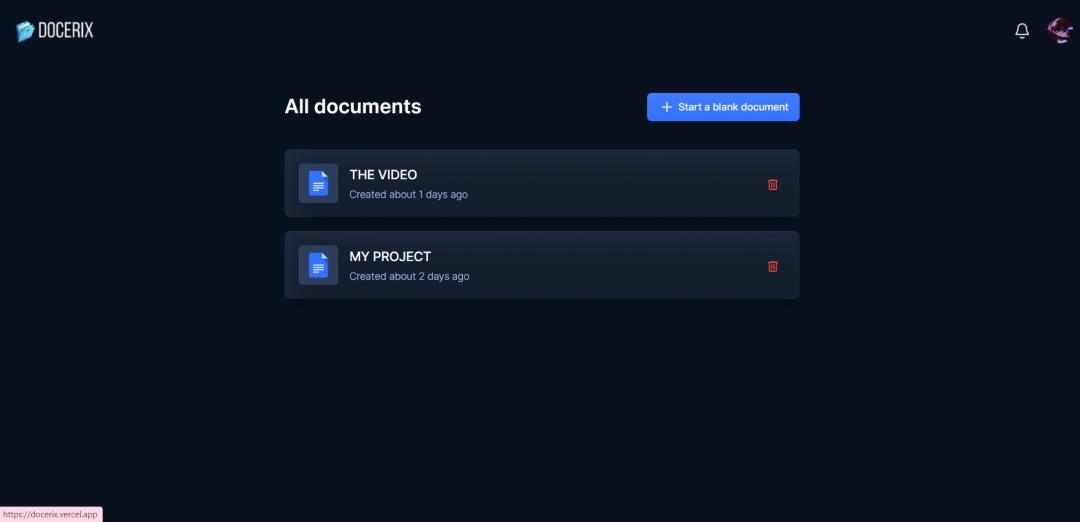 DOCERIX
All documents
Start a blank document
THE VIDEO
Created about 1 days ago
MY PROJECT
Created about 2 days ago
https://docerix.vercel.app